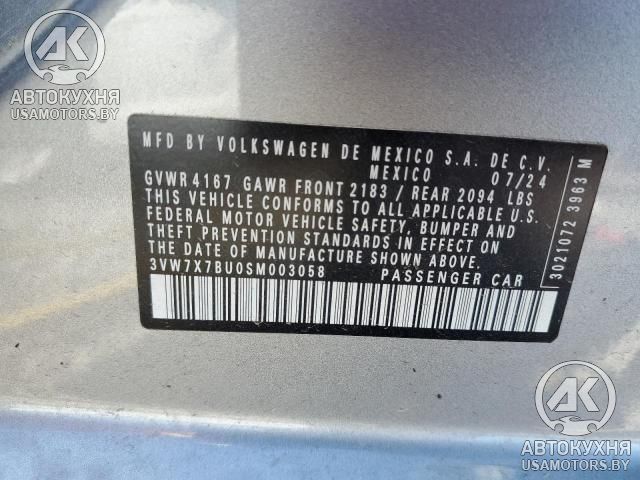 AK
АВТОКУХНЯ
USAMOTORS.BY
MFD BY VOLKSWAGEN DE MEXICO S.A. DE C.V.
MEXICO 07/24
GVWR 4167 GAWR FRONT 2183 / REAR 2094 LBS
THIS VEHICLE CONFORMS TO ALL APPLICABLE U.S.
FEDERAL MOTOR VEHICLE SAFETY, BUMPER AND
THEFT PREVENTION STANDARDS IN EFFECT ON
THE DATE OF MANUFACTURE SHOWN ABOVE.
3VW7X7BU0SM003058 PASSENGER CAR
3021072 3963 M
AK
АВТОКУХНЯ
USAMOTORS.BY